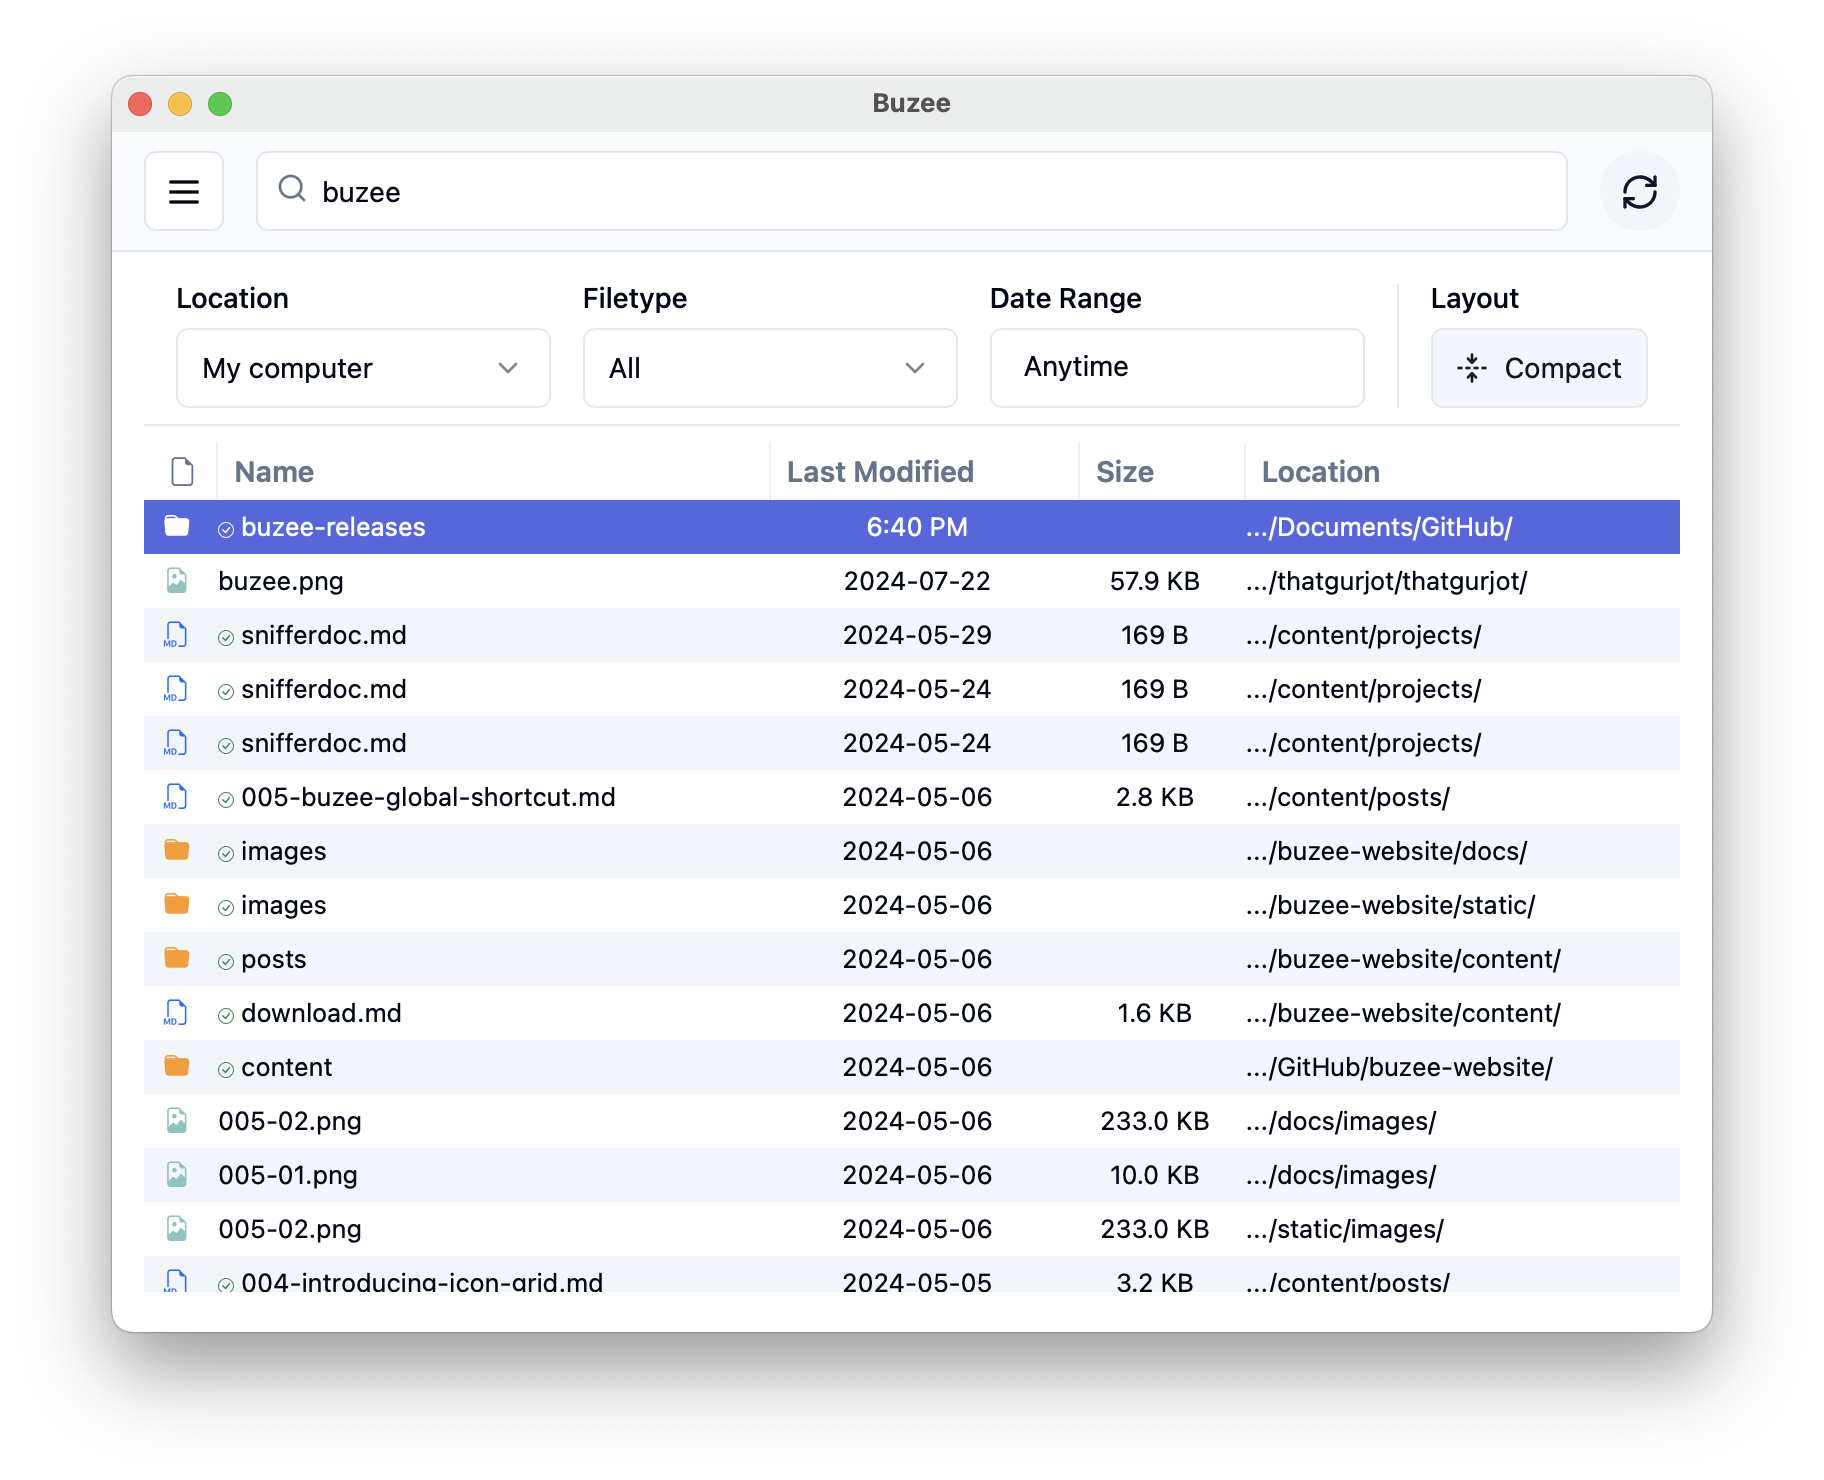 Buzee
buzee
Location Filetype Date Range Layout
My computer All Anytime Compact
Name Last Modified Size Location
buzee-releases 6:40 PM .../Documents/GitHub/
buzee.png 2024-07-22 57.9 KB .../thatgurjot/thatgurjot/
MD snifferdoc.md 2024-05-29 169 B .../content/projects/
MD snifferdoc.md 2024-05-24 169 B .../content/projects/
MD snifferdoc.md 2024-05-24 169 B .../content/projects/
MD 005-buzee-global-shortcut.md 2024-05-06 2.8 KB .../content/posts/
images 2024-05-06 .../buzee-website/docs/
images 2024-05-06 .../buzee-website/static/
posts 2024-05-06 .../buzee-website/content/
MD download.md 2024-05-06 1.6 KB .../buzee-website/content/
content 2024-05-06 .../GitHub/buzee-website/
005-02.png 2024-05-06 233.0 KB .../docs/images/
005-01.png 2024-05-06 10.0 KB .../docs/images/
005-02.png 2024-05-06 233.0 KB .../static/images/
MD 004-introducing-icon-grid.md 2024-05-05 3.2 KB .../content/posts/